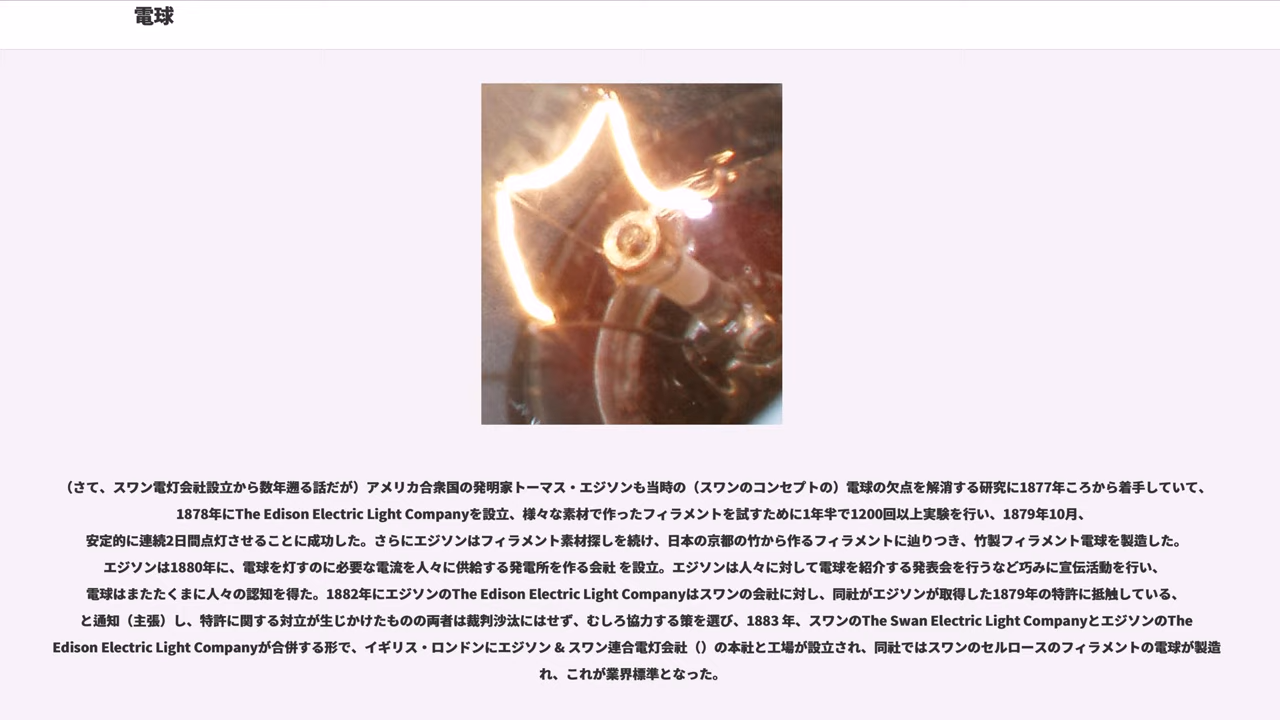 電球
（さて、スワン電灯会社設立から数年遡る話だが）アメリカ合衆国の発明家トーマス・エジソンも当時の（スワンのコンセプトの）電球の欠点を解消する研究に1877年ころから着手していて、
1878年にThe Edison Electric Light Companyを設立、様々な素材で作ったフィラメントを試すために1年半で1200回以上実験を行い、1879年10月、
安定的に連続2日間点灯させることに成功した。さらにエジソンはフィラメント素材探しを続け、日本の京都の竹から作るフィラメントに辿りつき、竹製フィラメント電球を製造した。
エジソンは1880年に、電球を灯すのに必要な電流を人々に供給する発電所を作る会社 を設立。エジソンは人々に対して電球を紹介する発表会を行うなど巧みに宣伝活動を行い、
電球はまたたくまに人々の認知を得た。1882年にエジソンのThe Edison Electric Light Companyはスワンの会社に対し、同社がエジソンが取得した1879年の特許に抵触している、
と通知（主張）し、特許に関する対立が生じかけたものの両者は裁判沙汰にはせず、むしろ協力する策を選び、1883 年、スワンのThe Swan Electric Light CompanyとエジソンのThe
Edison Electric Light Companyが合併する形で、イギリス・ロンドンにエジソン & スワン連合電灯会社（）の本社と工場が設立され、同社ではスワンのセルロースのフィラメントの電球が製造
れ、これが業界標準となった。